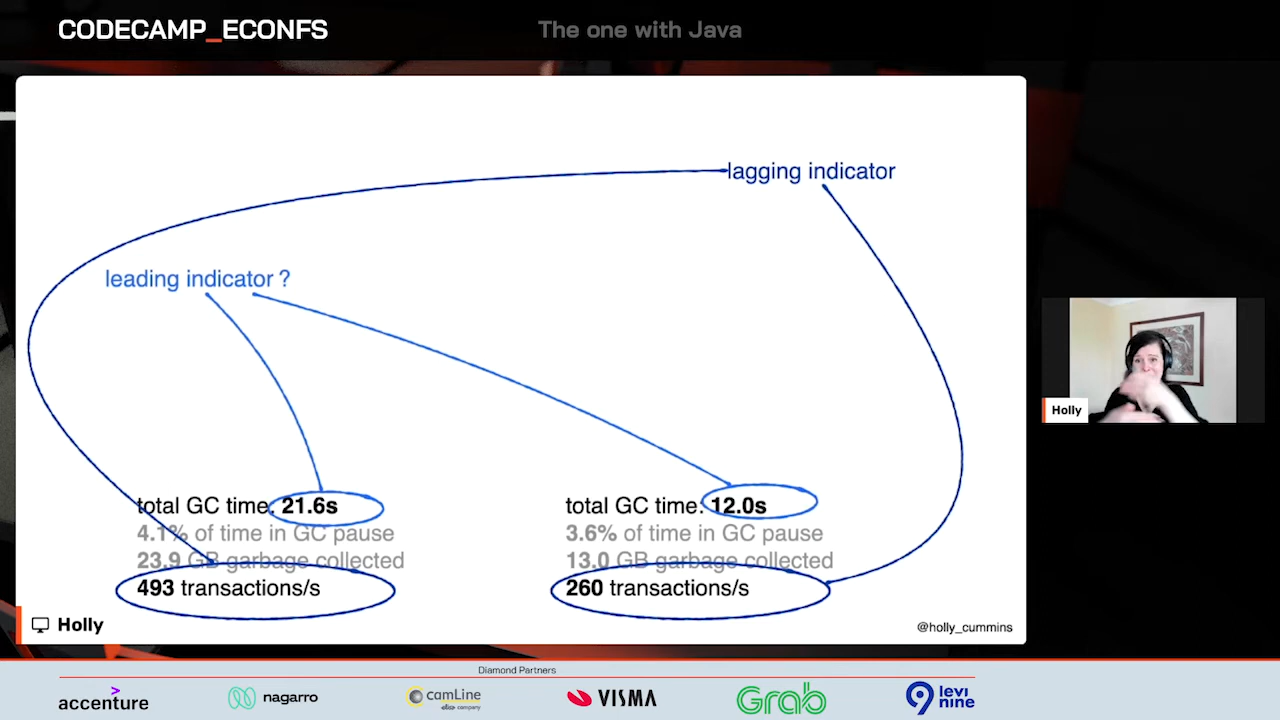 CODECAMP_ECONFS
The one with Java
lagging indicator
leading indicator ?
total GC time: 21.6s
4.1% of time in GC pause
23.9 GB garbage collected
493 transactions/s
total GC time: 12.0s
3.6% of time in GC pause
13.0 GB garbage collected
260 transactions/s
Holly
@holly_cummins
Holly
Diamond Partners
accenture
nagarro
camLine
elisa company
VISMA
Grab
levi
nine